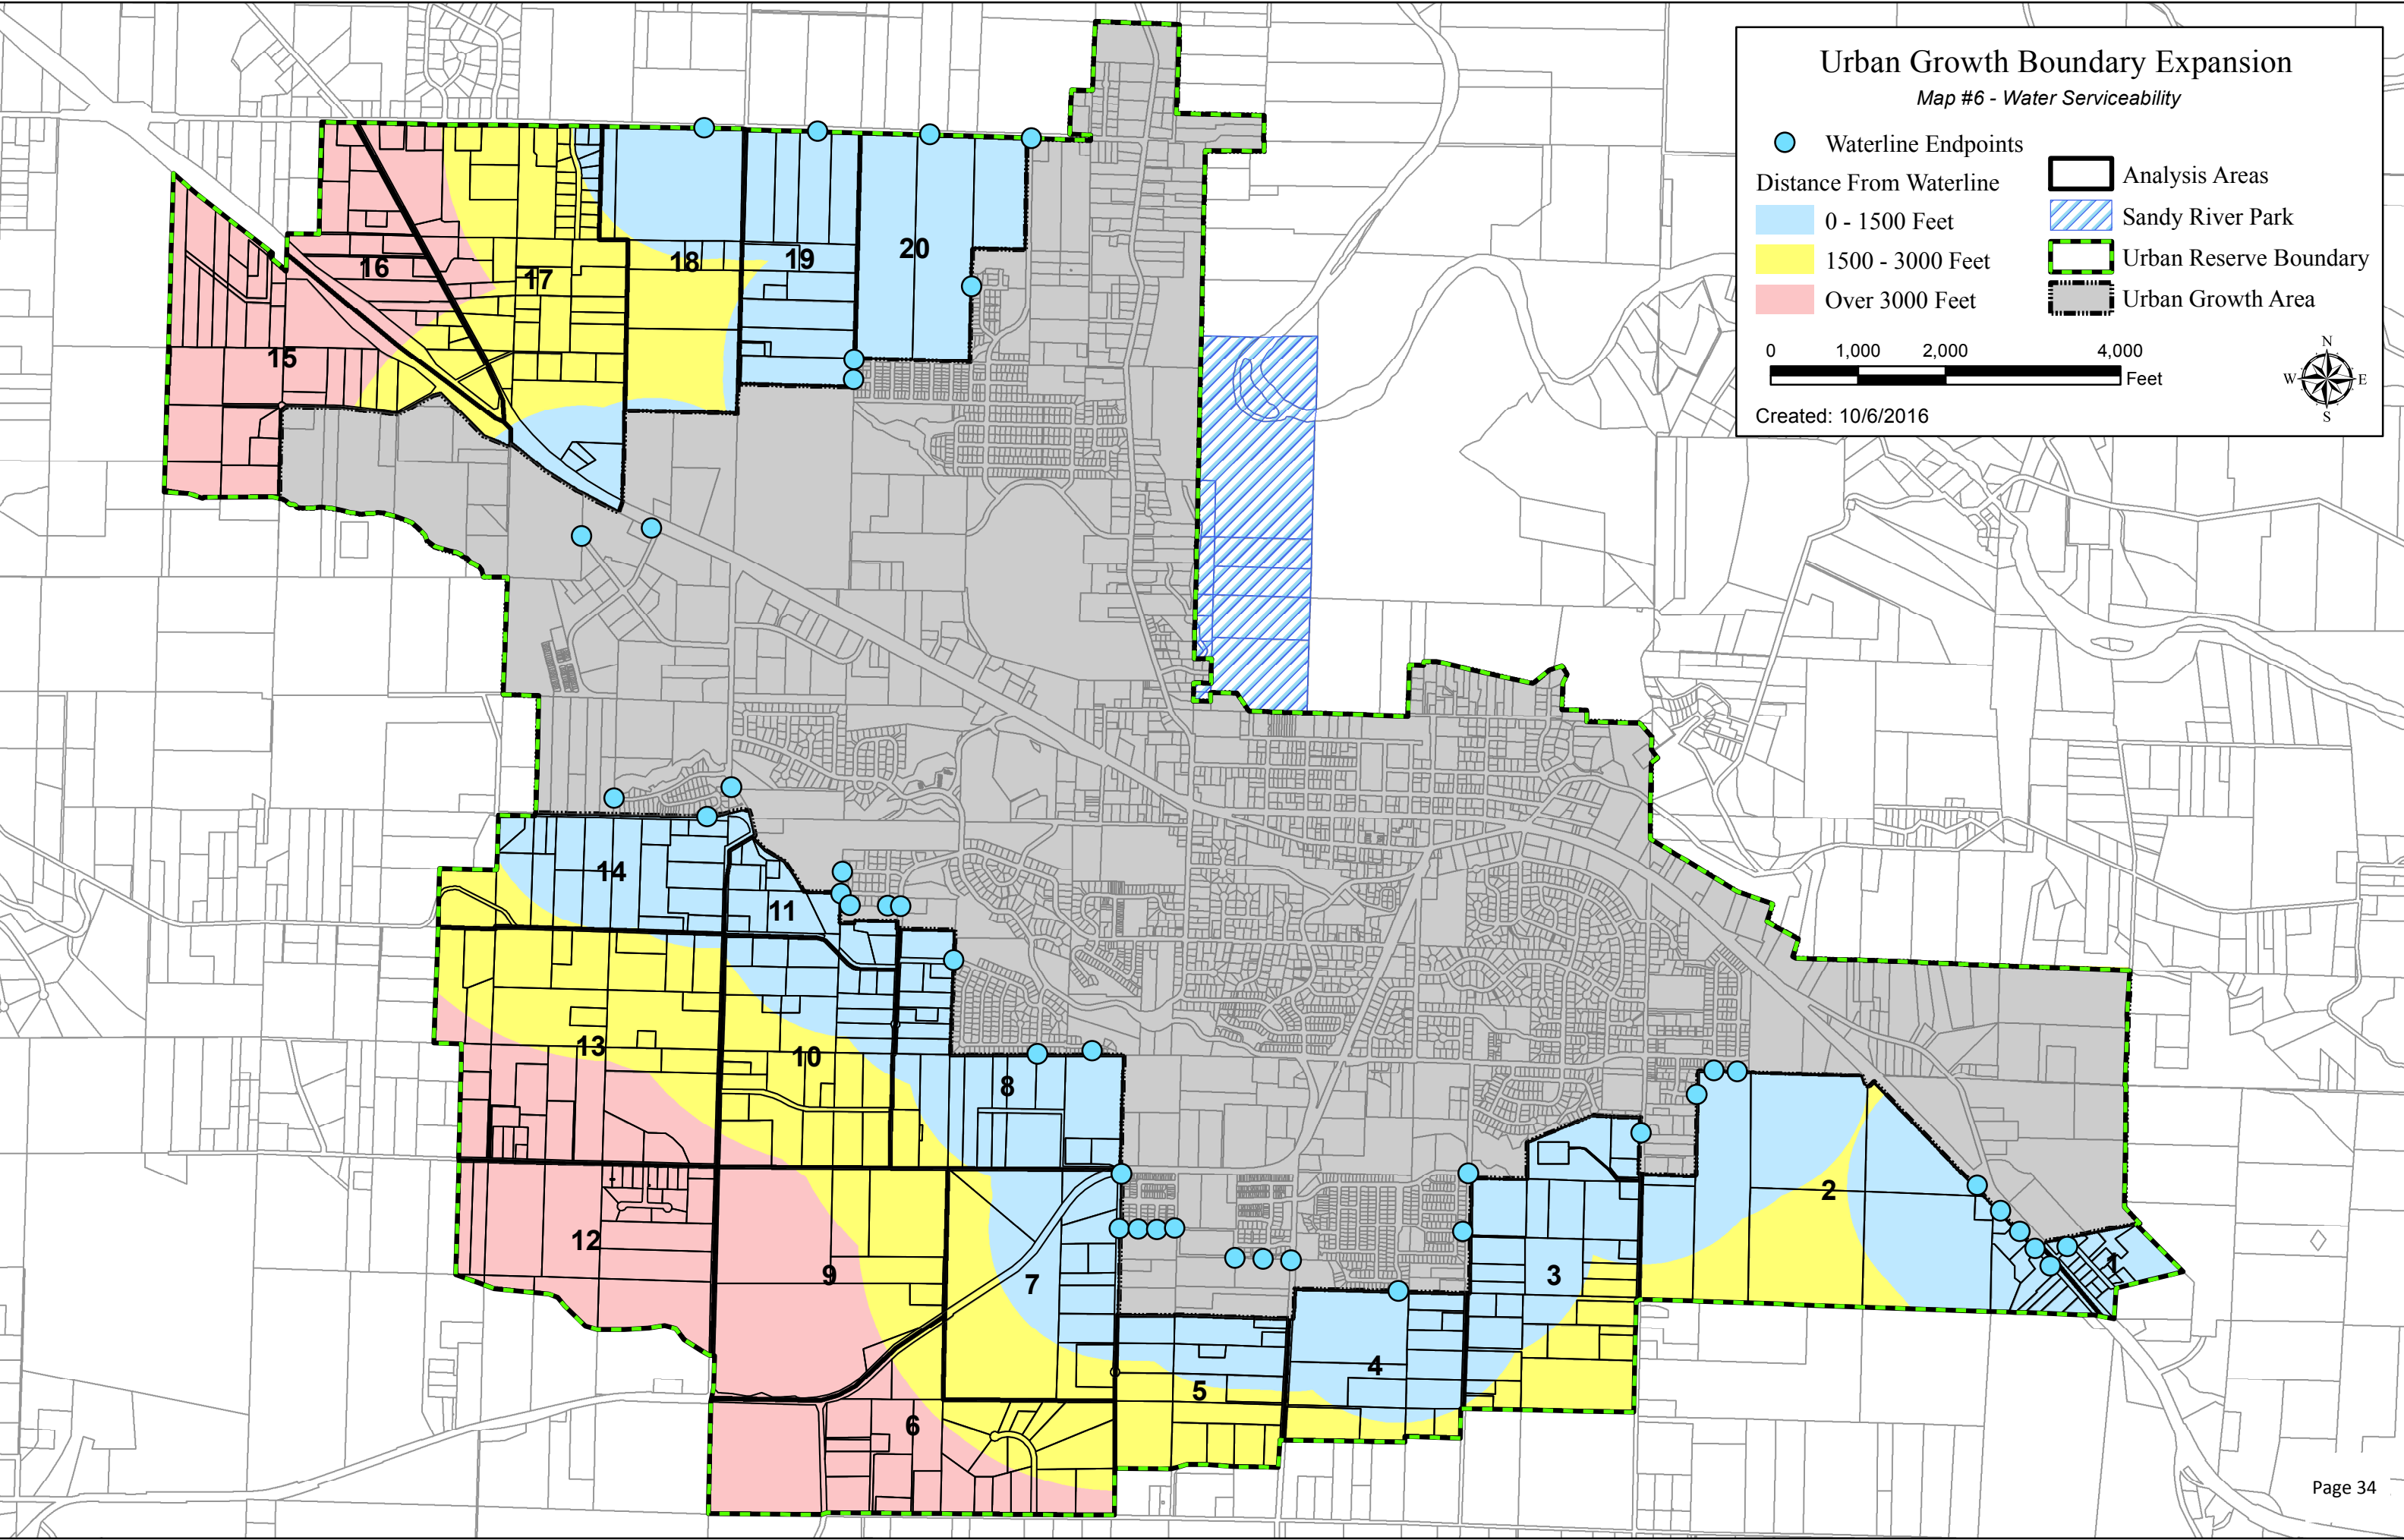 Urban Growth Boundary Expansion
Map #6 - Water Serviceability
Waterline Endpoints
Distance From Waterline
0 - 1500 Feet
1500 - 3000 Feet
Over 3000 Feet
Analysis Areas
Sandy River Park
Urban Reserve Boundary
Urban Growth Area
0 1,000 2,000 4,000
Feet
N
W E
S
Created: 10/6/2016
20
19
18
16
17
15
14
11
13
10
8
2
12
9
7
3
1
4
5
6
Page 34